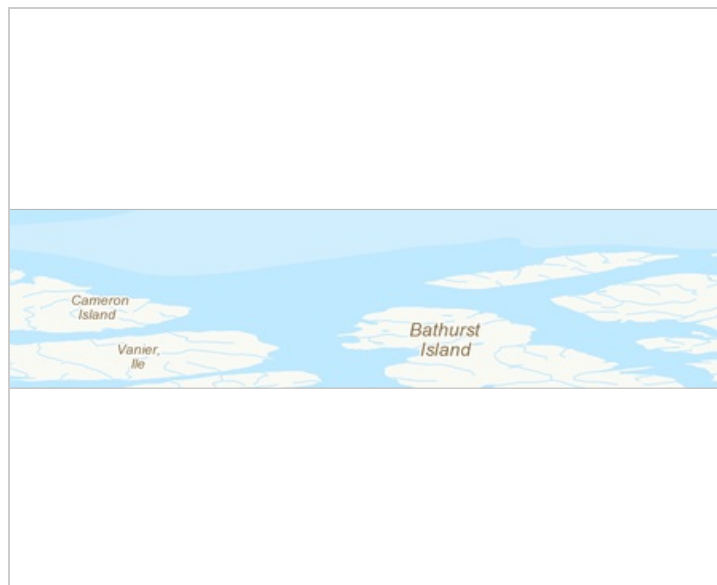 Cameron
Island
Bathurst
Island
Vanier,
Ile